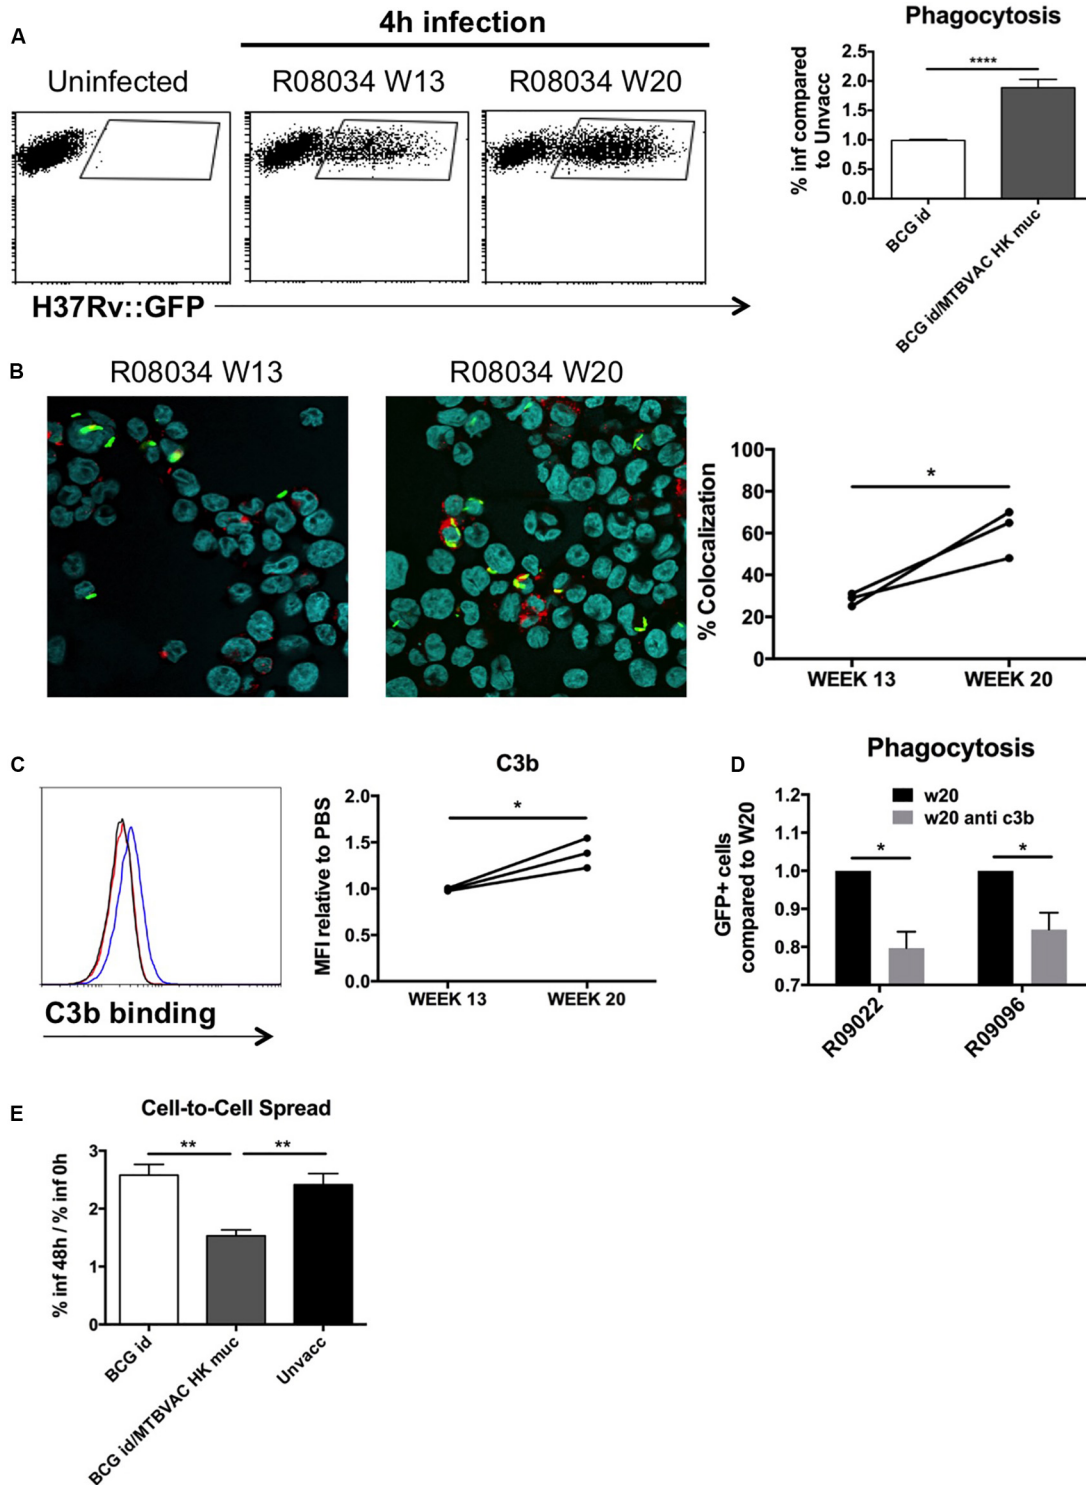 A
4h infection
Uninfected
R08034 W13
R08034 W20
H37Rv::GFP
Phagocytosis
% inf compared
to Unvacc
2.5
2.0
1.5
1.0
0.5
0.0
****
BCG id
BCG id/MTBVAC HK muc
B
R08034 W13
R08034 W20
% Colocalization
100
80
60
40
20
0
*
WEEK 13
WEEK 20
C
C3b binding
C3b
MFI relative to PBS
2.0
1.5
1.0
0.5
0.0
*
WEEK 13
WEEK 20
D
Phagocytosis
GFP+ cells
compared to W20
1.2
1.1
1.0
0.9
0.8
0.7
w20
w20 anti c3b
*
*
R09022
R09096
E
Cell-to-Cell Spread
% inf 48h / % inf 0h
3
2
1
0
**
**
BCG id
BCG id/MTBVAC HK muc
Unvacc